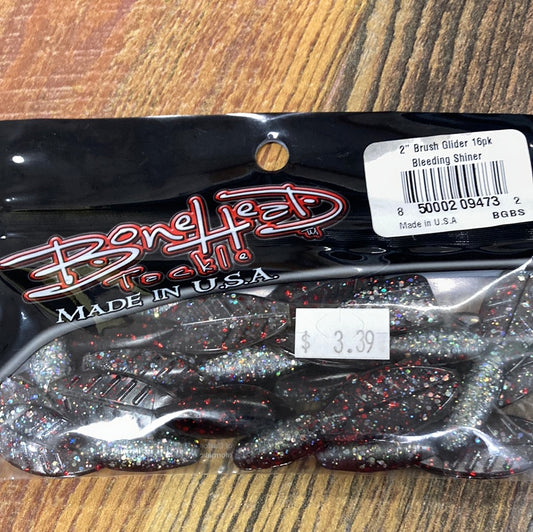 2" Brush Glider 16pk
Bleeding Shiner
8 50002 09473 2
Made in U.S.A BGBS
BoneHead
TM
Tackle
MADE IN U.S.A.
$ 3.39